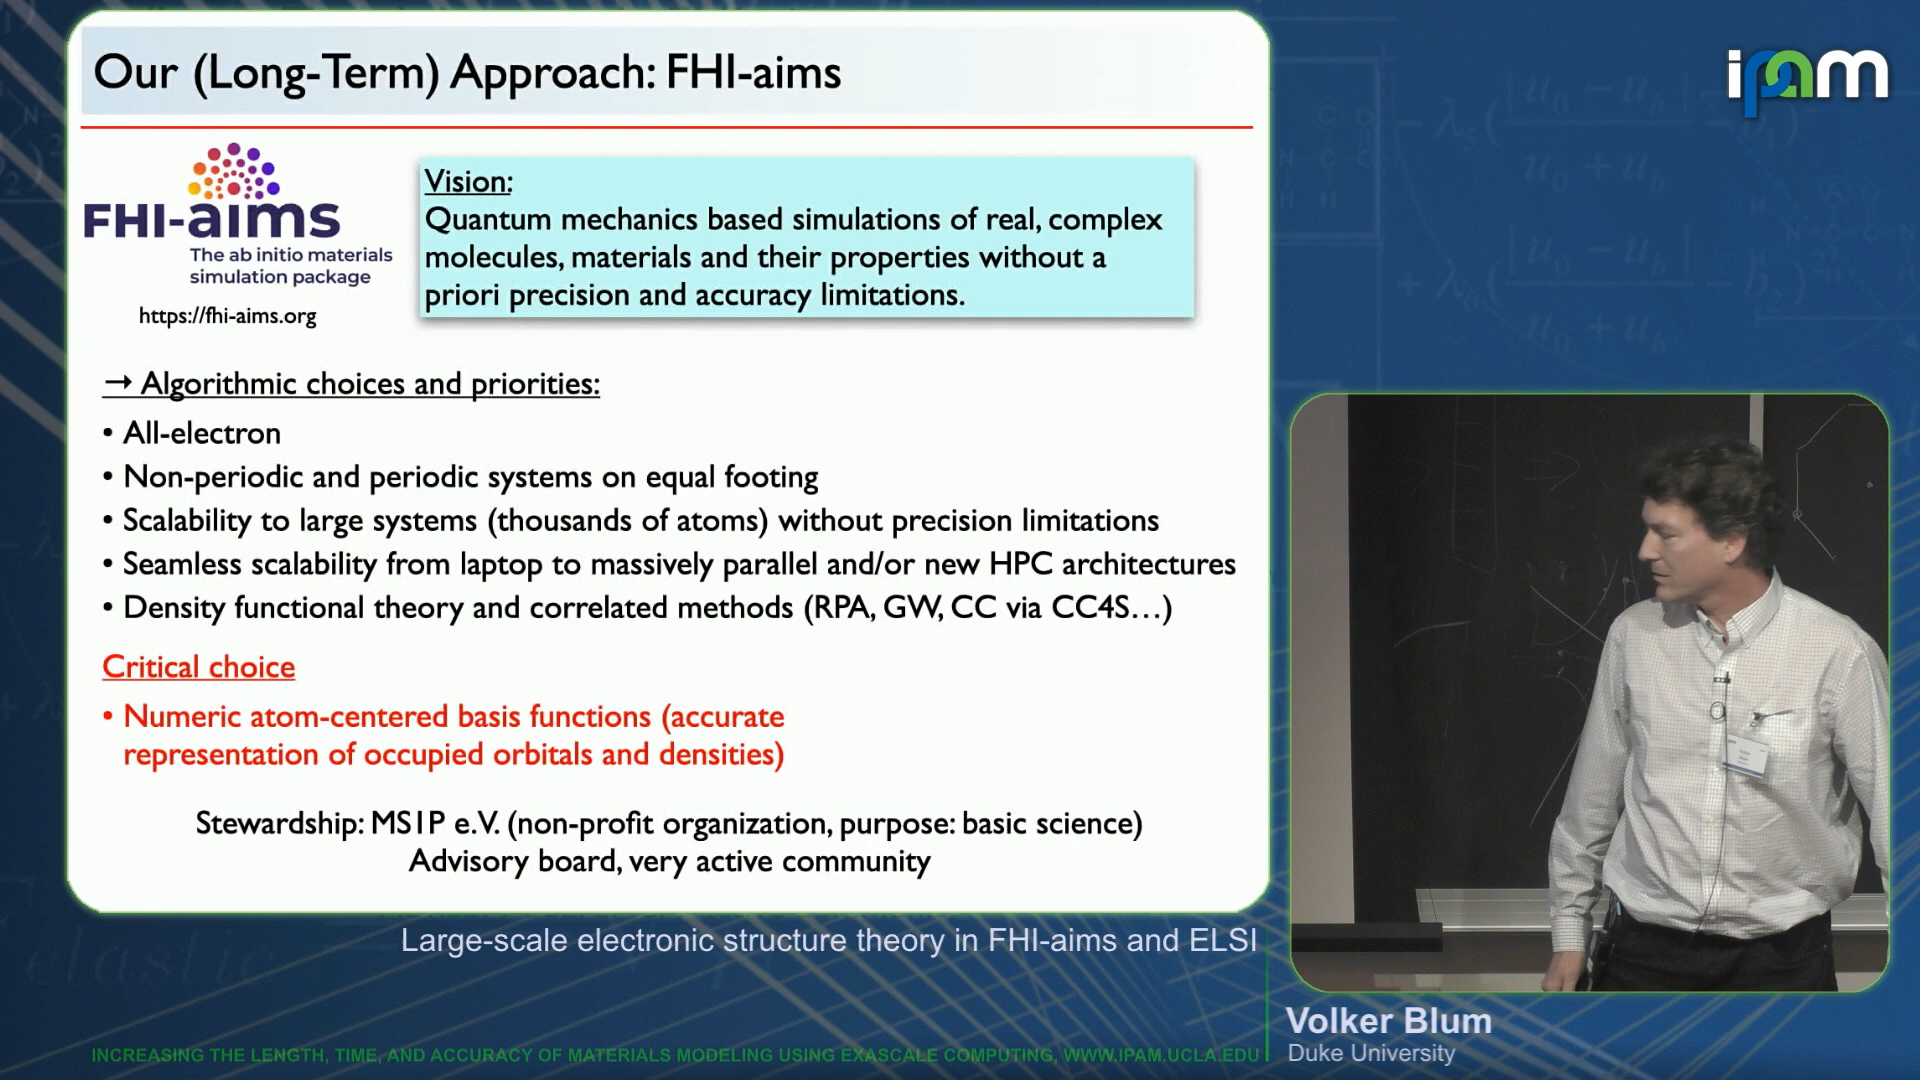 Our (Long-Term) Approach: FHI-aims
ipam
FHI-aims
The ab initio materials
simulation package
https://fhi-aims.org
Vision:
Quantum mechanics based simulations of real, complex
molecules, materials and their properties without a
priori precision and accuracy limitations.
→ Algorithmic choices and priorities:
• All-electron
• Non-periodic and periodic systems on equal footing
• Scalability to large systems (thousands of atoms) without precision limitations
• Seamless scalability from laptop to massively parallel and/or new HPC architectures
• Density functional theory and correlated methods (RPA, GW, CC via CC4S…)
Critical choice
• Numeric atom-centered basis functions (accurate
representation of occupied orbitals and densities)
Stewardship: MS1P e.V. (non-profit organization, purpose: basic science)
Advisory board, very active community
Large-scale electronic structure theory in FHI-aims and ELSI
Volker Blum
Duke University
INCREASING THE LENGTH, TIME, AND ACCURACY OF MATERIALS MODELING USING EXASCALE COMPUTING, WWW.IPAM.UCLA.EDU
elastic